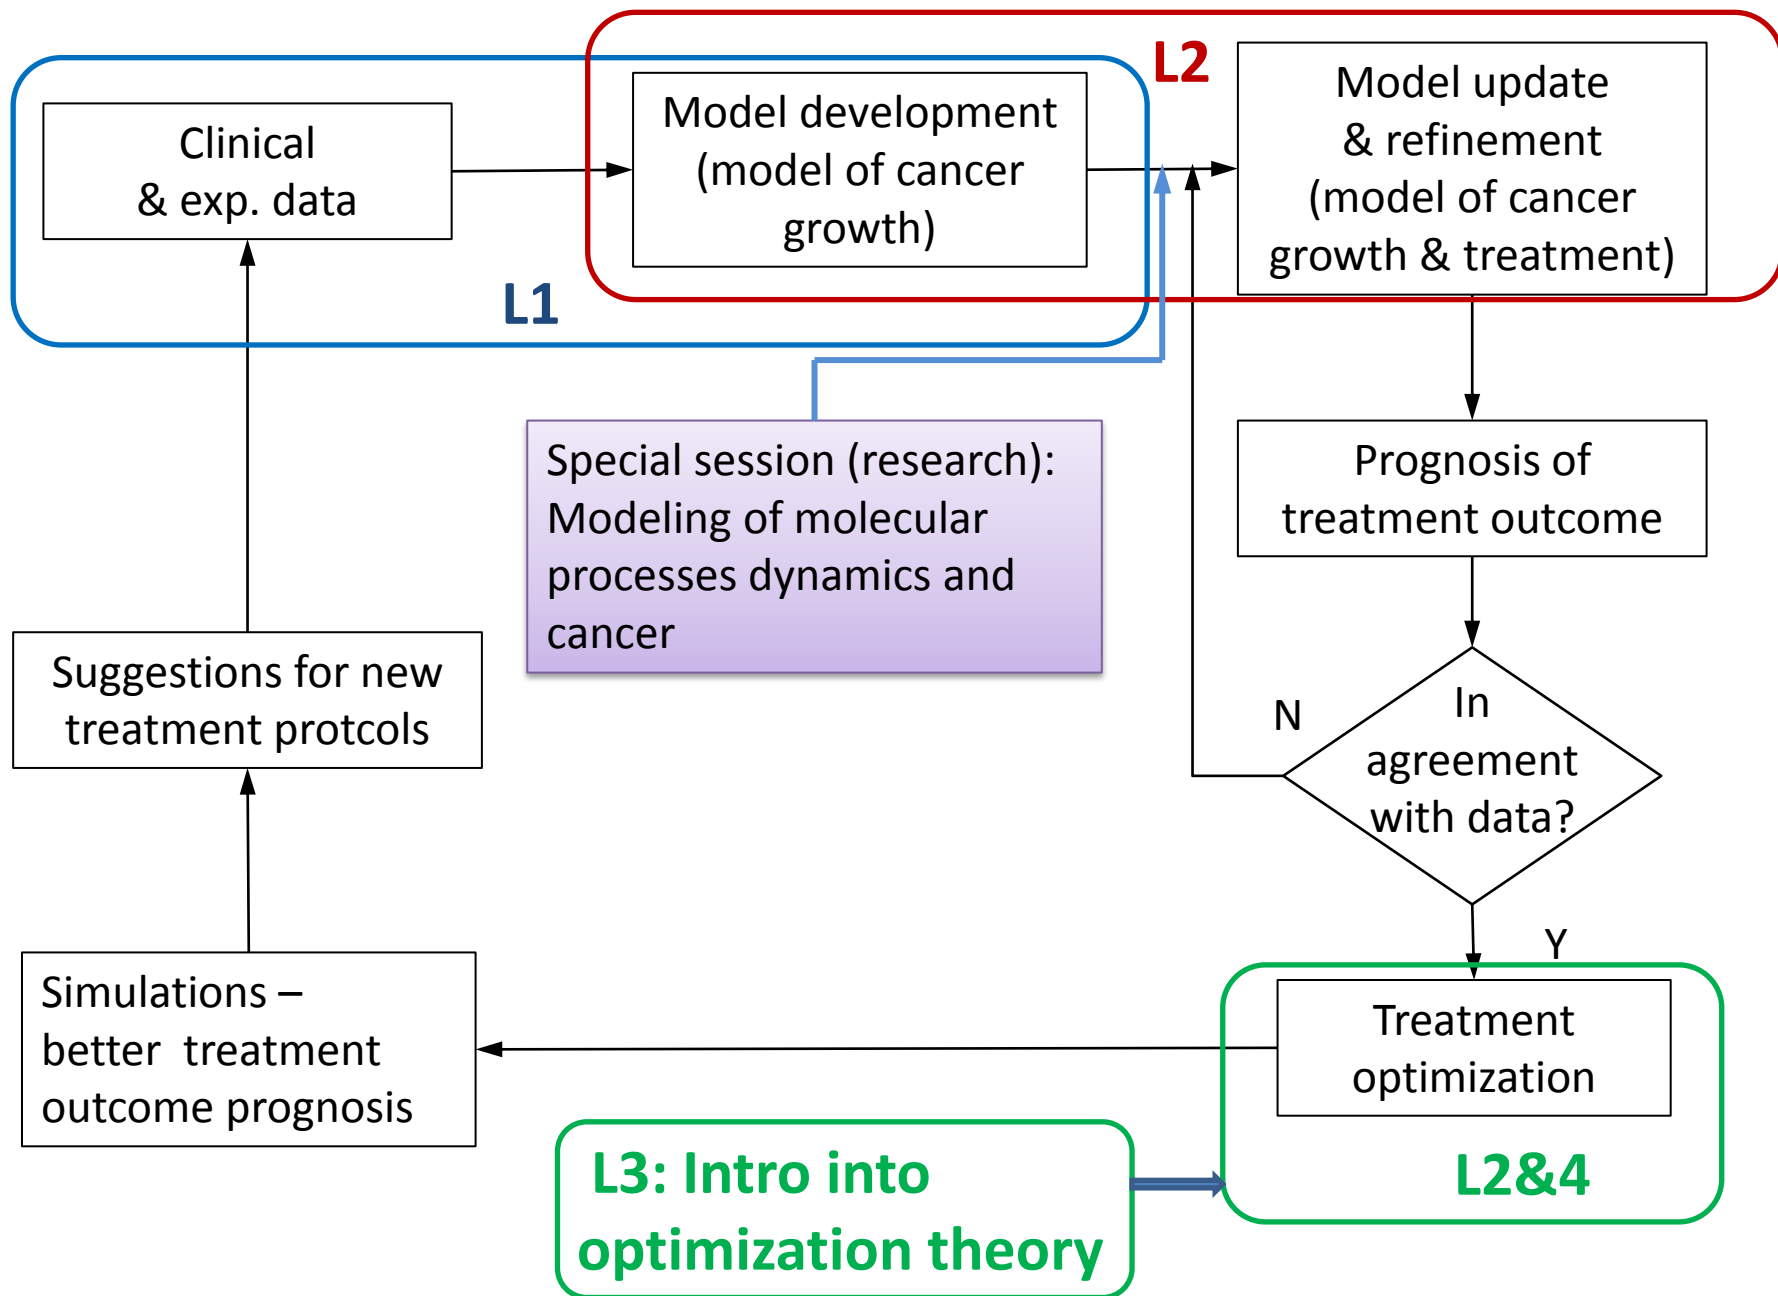 L2
Clinical
& exp. data
Model development
(model of cancer
growth)
Model update
& refinement
(model of cancer
growth & treatment)
L1
Special session (research):
Modeling of molecular
processes dynamics and
cancer
Prognosis of
treatment outcome
Suggestions for new
treatment protcols
N
In
agreement
with data?
Y
Simulations –
better treatment
outcome prognosis
Treatment
optimization
L3: Intro into
optimization theory
L2&4